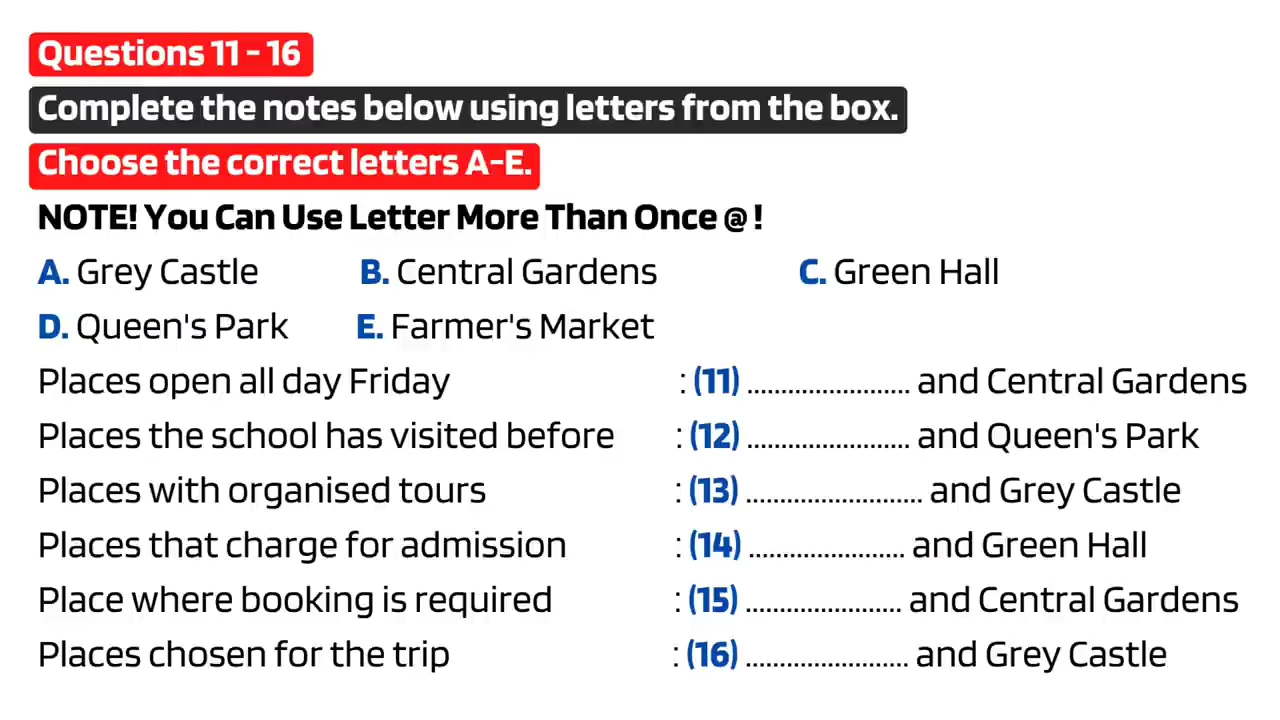 Questions 11 - 16
Complete the notes below using letters from the box.
Choose the correct letters A-E.
NOTE! You Can Use Letter More Than Once @ !
A. Grey Castle B. Central Gardens C. Green Hall
D. Queen's Park E. Farmer's Market
Places open all day Friday : (11) ........................ and Central Gardens
Places the school has visited before : (12) ........................ and Queen's Park
Places with organised tours : (13) .......................... and Grey Castle
Places that charge for admission : (14) ....................... and Green Hall
Place where booking is required : (15) ....................... and Central Gardens
Places chosen for the trip : (16) ........................ and Grey Castle